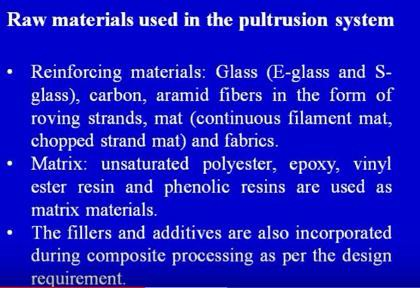 Raw materials used in the pultrusion system
• Reinforcing materials: Glass (E-glass and S-
glass), carbon, aramid fibers in the form of
roving strands, mat (continuous filament mat,
chopped strand mat) and fabrics.
• Matrix: unsaturated polyester, epoxy, vinyl
ester resin and phenolic resins are used as
matrix materials.
• The fillers and additives are also incorporated
during composite processing as per the design
requirement.